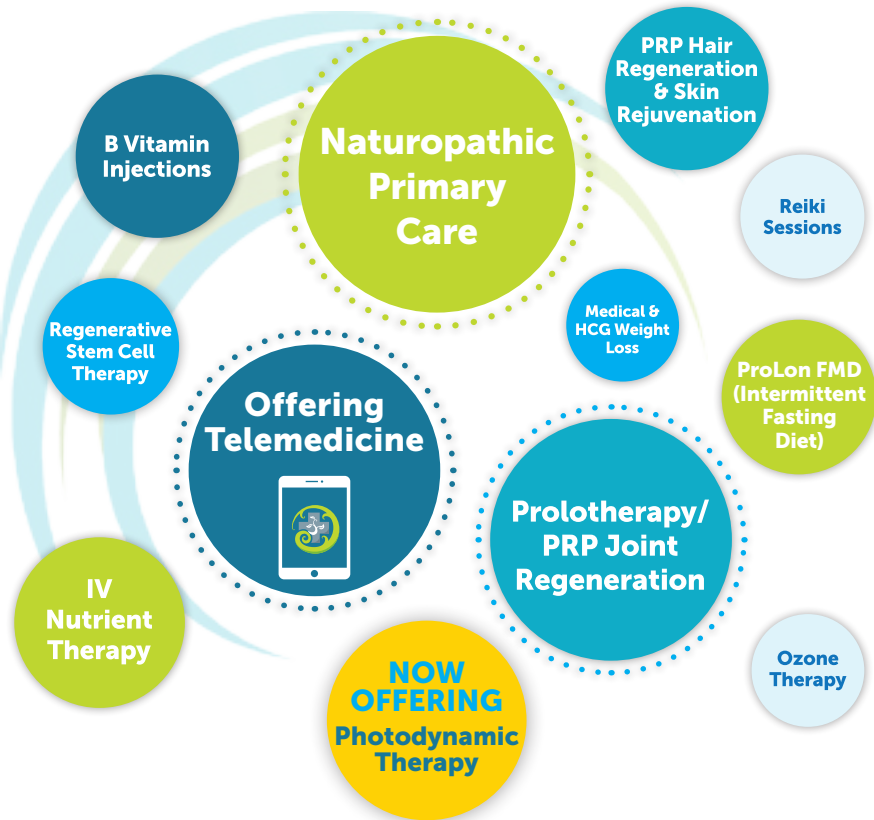 PRP Hair
Regeneration
& Skin
Rejuvenation
B Vitamin
Injections
Naturopathic
Primary
Care
Reiki
Sessions
Regenerative
Stem Cell
Therapy
Medical &
HCG Weight
Loss
ProLon FMD
(Intermittent
Fasting
Diet)
Offering
Telemedicine
Prolotherapy/
PRP Joint
Regeneration
IV
Nutrient
Therapy
Ozone
Therapy
NOW
OFFERING
Photodynamic
Therapy